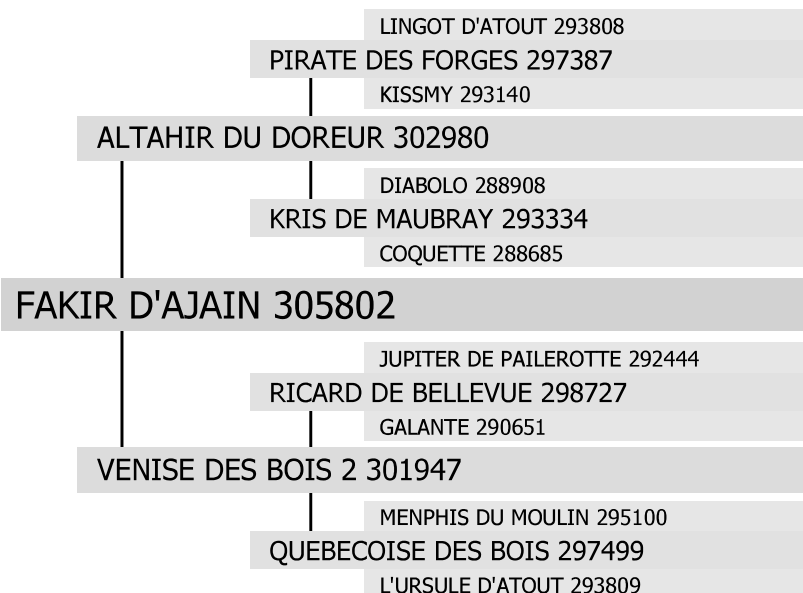 LINGOT D'ATOUT 293808
PIRATE DES FORGES 297387
KISSMY 293140
ALTAHIR DU DOREUR 302980
DIABOLO 288908
KRIS DE MAUBRAY 293334
COQUETTE 288685
FAKIR D'AJAIN 305802
JUPITER DE PAILEROTTE 292444
RICARD DE BELLEVUE 298727
GALANTE 290651
VENISE DES BOIS 2 301947
MENPHIS DU MOULIN 295100
QUEBECOISE DES BOIS 297499
L'URSULE D'ATOUT 293809